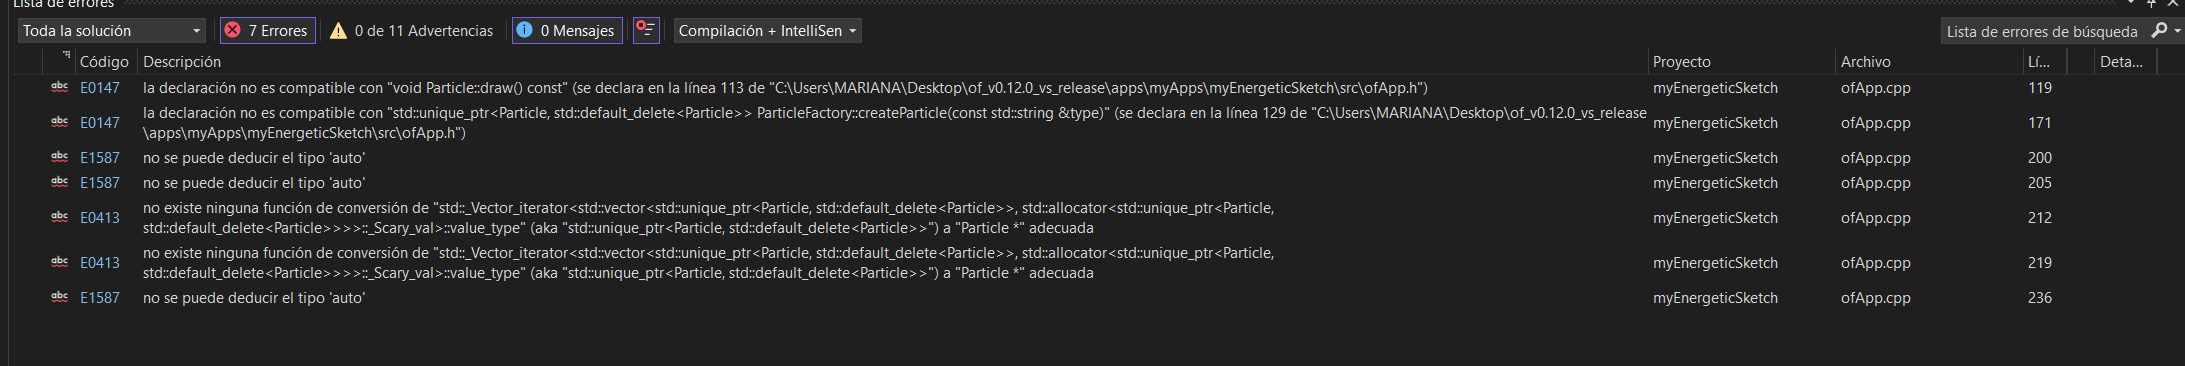 Lista de errores
Toda la solución 7 Errores 0 de 11 Advertencias 0 Mensajes Compilación + IntelliSen Lista de errores de búsqueda
Código Descripción Proyecto Archivo Lí... Deta...
abc E0147 la declaración no es compatible con "void Particle::draw() const" (se declara en la línea 113 de "C:\Users\MARIANA\Desktop\of_v0.12.0_vs_release\apps\myApps\myEnergeticSketch\src\ofApp.h") myEnergeticSketch ofApp.cpp 119
abc E0147 la declaración no es compatible con "std::unique_ptr<Particle, std::default_delete<Particle>> ParticleFactory::createParticle(const std::string &type)" (se declara en la línea 129 de "C:\Users\MARIANA\Desktop\of_v0.12.0_vs_release
\apps\myApps\myEnergeticSketch\src\ofApp.h") myEnergeticSketch ofApp.cpp 171
abc E1587 no se puede deducir el tipo 'auto' myEnergeticSketch ofApp.cpp 200
abc E1587 no se puede deducir el tipo 'auto' myEnergeticSketch ofApp.cpp 205
abc E0413 no existe ninguna función de conversión de "std::_Vector_iterator<std::vector<std::unique_ptr<Particle, std::default_delete<Particle>>, std::allocator<std::unique_ptr<Particle,
std::default_delete<Particle>>>>::_Scary_val>::value_type" (aka "std::unique_ptr<Particle, std::default_delete<Particle>>") a "Particle *" adecuada myEnergeticSketch ofApp.cpp 212
abc E0413 no existe ninguna función de conversión de "std::_Vector_iterator<std::vector<std::unique_ptr<Particle, std::default_delete<Particle>>, std::allocator<std::unique_ptr<Particle,
std::default_delete<Particle>>>>::_Scary_val>::value_type" (aka "std::unique_ptr<Particle, std::default_delete<Particle>>") a "Particle *" adecuada myEnergeticSketch ofApp.cpp 219
abc E1587 no se puede deducir el tipo 'auto' myEnergeticSketch ofApp.cpp 236